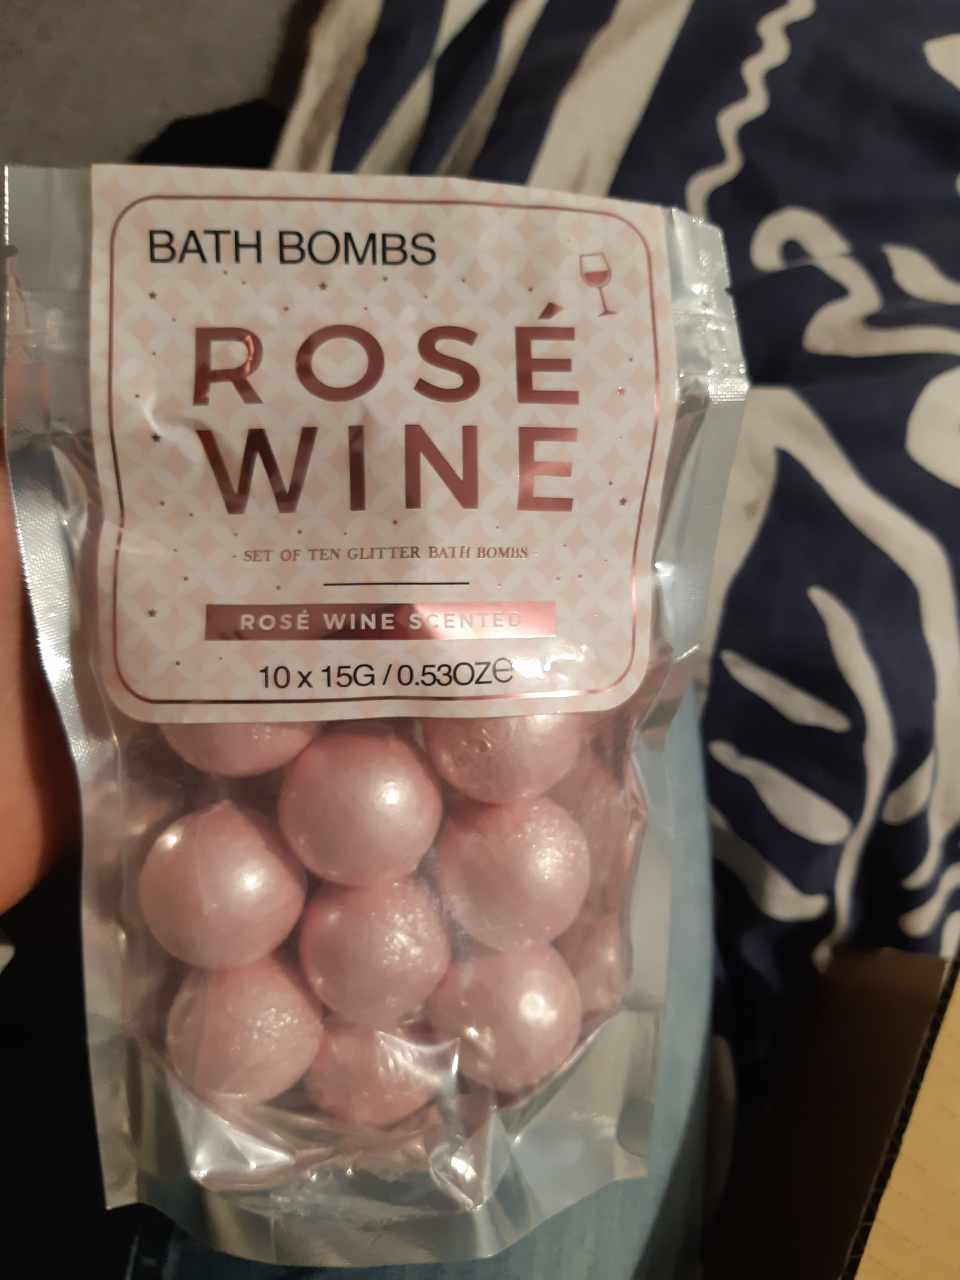 BATH BOMBS
ROSÉ
WINE
- SET OF TEN GLITTER BATH BOMBS -
ROSÉ WINE SCENTED
10 x 15G / 0.53OZ℮